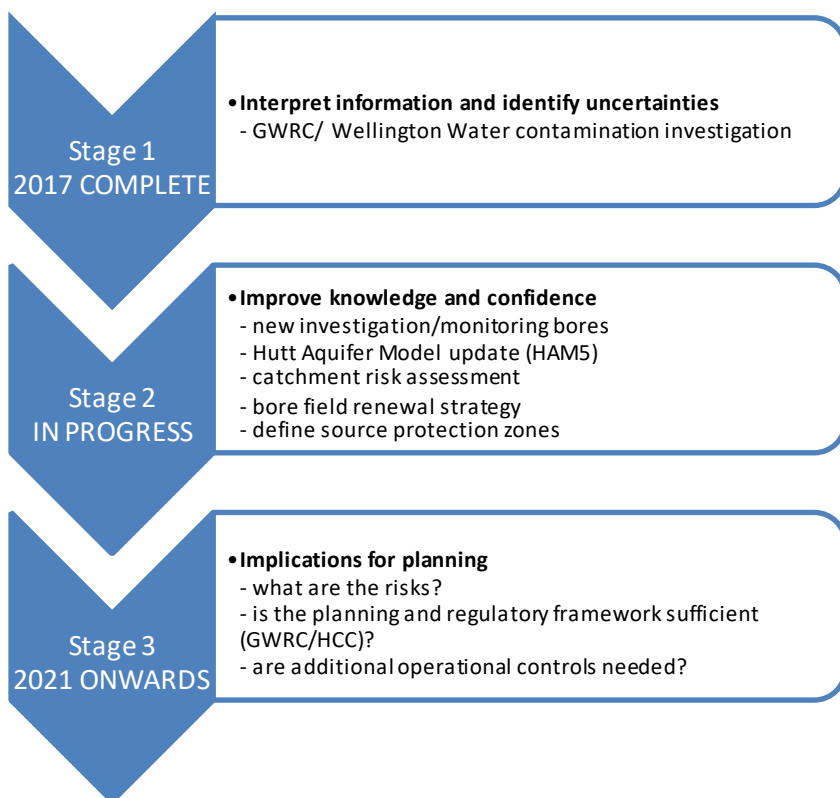 Stage 1
2017 COMPLETE
•Interpret information and identify uncertainties
- GWRC/ Wellington Water contamination investigation
Stage 2
IN PROGRESS
•Improve knowledge and confidence
- new investigation/monitoring bores
- Hutt Aquifer Model update (HAM5)
- catchment risk assessment
- bore field renewal strategy
- define source protection zones
Stage 3
2021 ONWARDS
•Implications for planning
- what are the risks?
- is the planning and regulatory framework sufficient
(GWRC/HCC)?
- are additional operational controls needed?